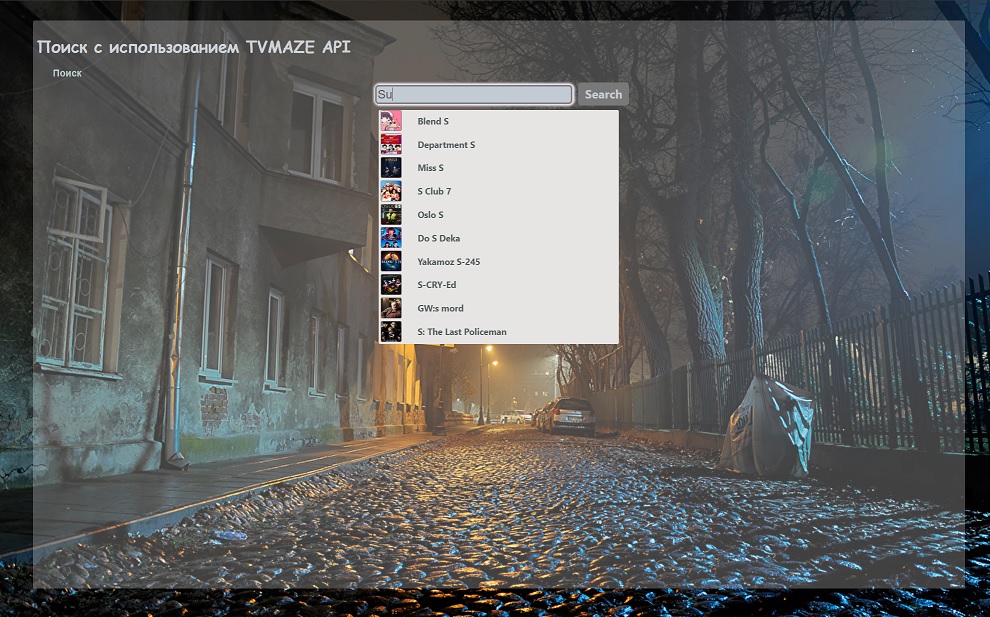 Поиск с использованием TVMAZE API
Поиск
Su
Search
Blend S
Department S
Miss S
S Club 7
Oslo S
Do S Deka
Yakamoz S-245
S-CRY-Ed
GW:s mord
S: The Last Policeman